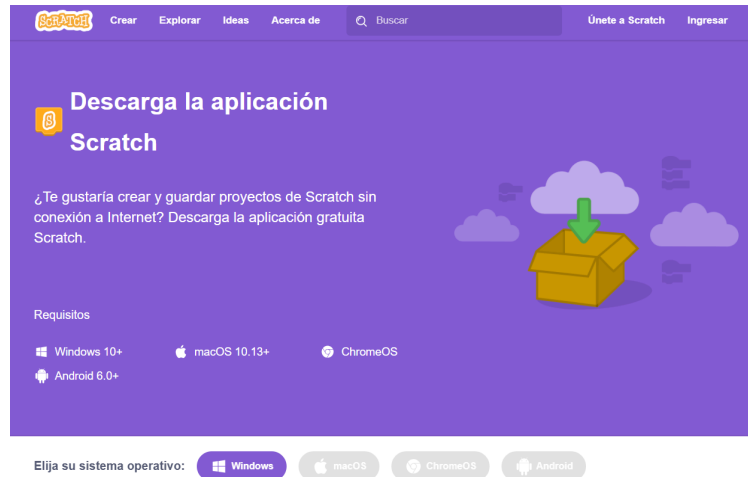 SCRATCH Crear Explorar Ideas Acerca de Buscar Únete a Scratch Ingresar
Descarga la aplicación
Scratch
¿Te gustaría crear y guardar proyectos de Scratch sin
conexión a Internet? Descarga la aplicación gratuita
Scratch.
Requisitos
Windows 10+ macOS 10.13+ ChromeOS
Android 6.0+
Elija su sistema operativo: Windows macOS ChromeOS Android